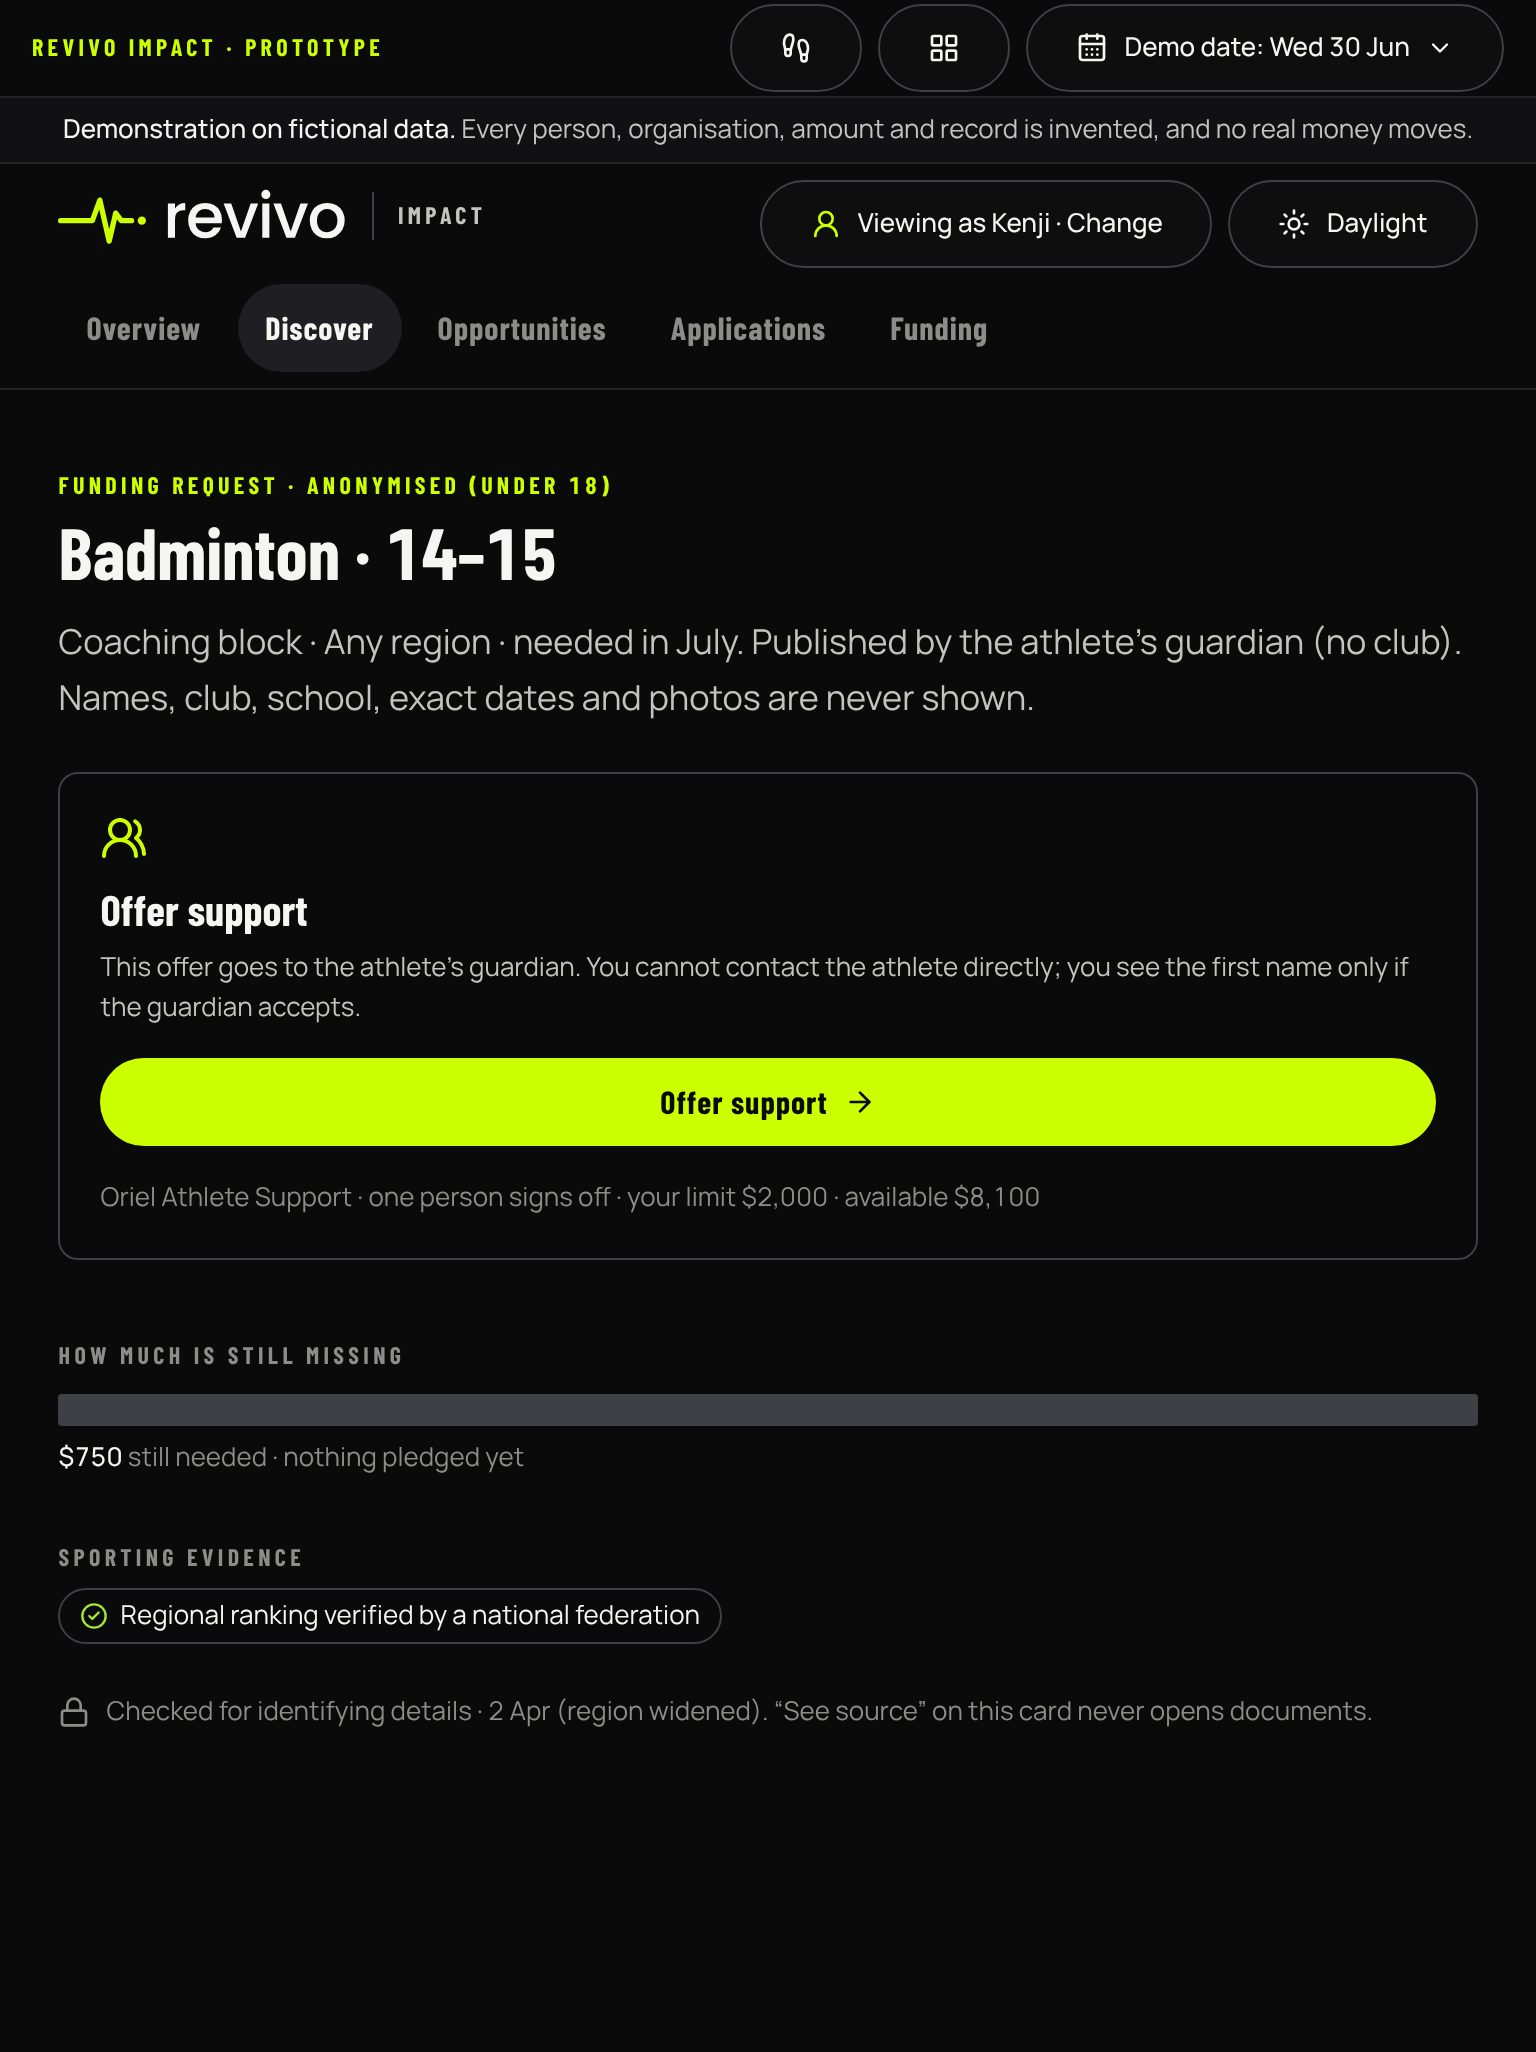 REVIVO IMPACT · PROTOTYPE
Demo date: Wed 30 Jun
Demonstration on fictional data. Every person, organisation, amount and record is invented, and no real money moves.
revivo
IMPACT
Viewing as Kenji · Change
Daylight
Overview
Discover
Opportunities
Applications
Funding
FUNDING REQUEST · ANONYMISED (UNDER 18)
Badminton · 14–15
Coaching block · Any region · needed in July. Published by the athlete’s guardian (no club).
Names, club, school, exact dates and photos are never shown.
Offer support
This offer goes to the athlete’s guardian. You cannot contact the athlete directly; you see the first name only if
the guardian accepts.
Offer support
Oriel Athlete Support · one person signs off · your limit $2,000 · available $8,100
HOW MUCH IS STILL MISSING
$750 still needed · nothing pledged yet
SPORTING EVIDENCE
Regional ranking verified by a national federation
Checked for identifying details · 2 Apr (region widened). “See source” on this card never opens documents.